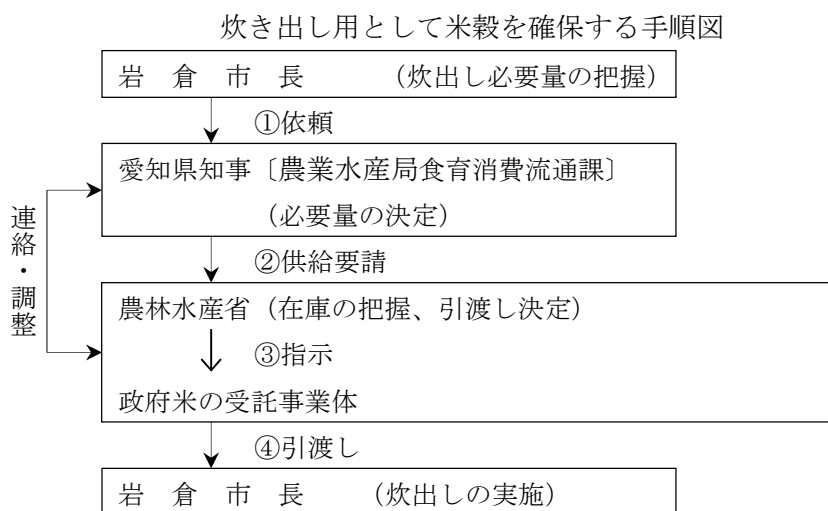 炊き出し用として米穀を確保する手順図
岩 倉 市 長 (炊出し必要量の把握)
①依頼
愛知県知事〔農業水産局食育消費流通課〕
(必要量の決定)
②供給要請
連絡・調整
農林水産省(在庫の把握、引渡し決定)
③指示
政府米の受託事業体
④引渡し
岩 倉 市 長 (炊出しの実施)